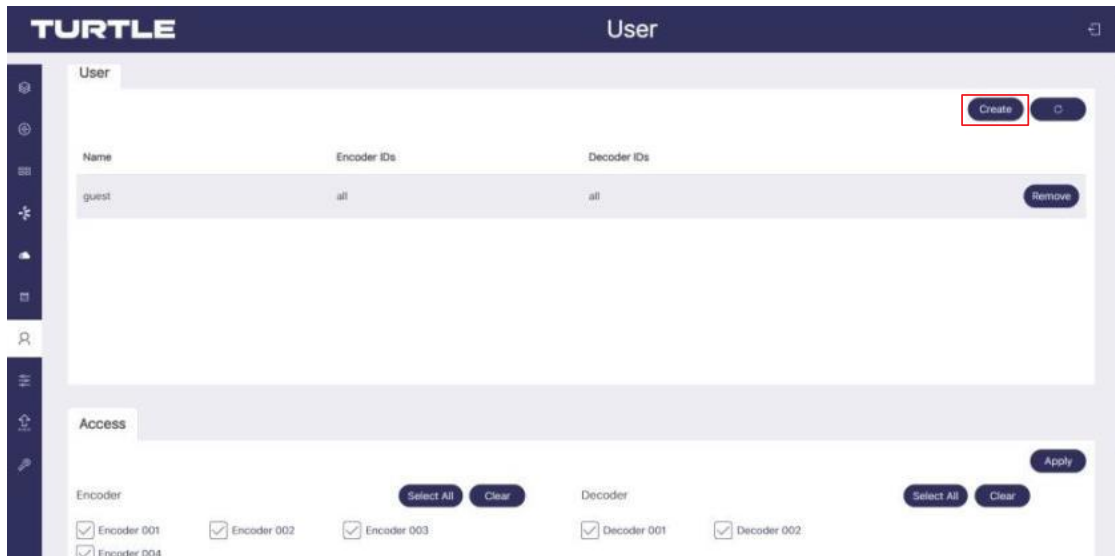 TURTLE User
User
Create
Name Encoder IDs Decoder IDs
guest all all Remove
Access
Apply
Encoder Select All Clear Decoder Select All Clear
Encoder 001 Encoder 002 Encoder 003 Decoder 001 Decoder 002
Encoder 004